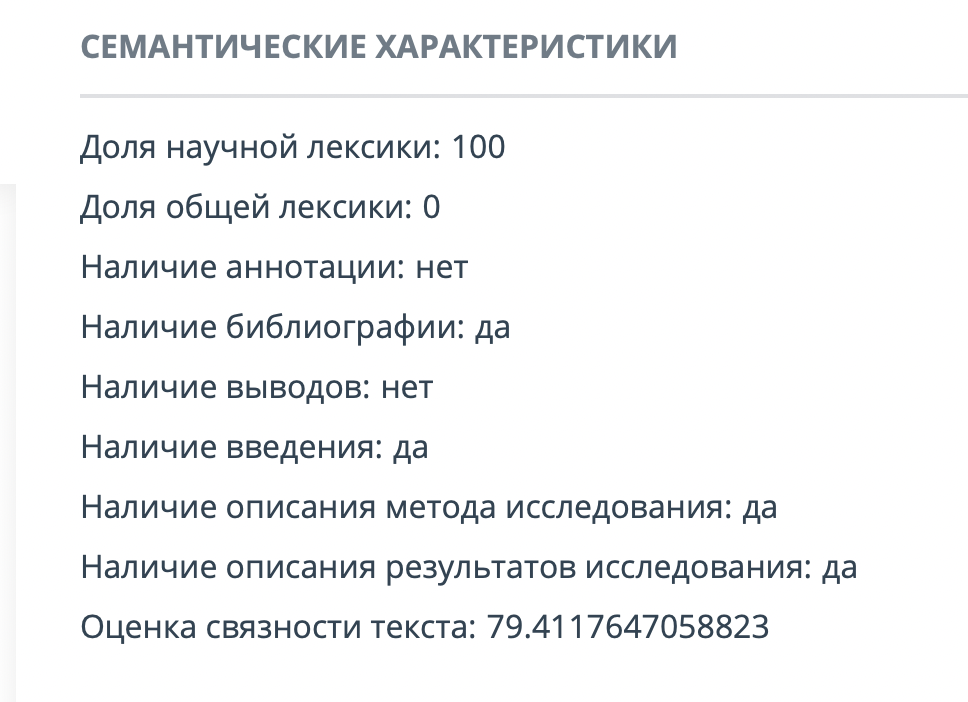 СЕМАНТИЧЕСКИЕ ХАРАКТЕРИСТИКИ
Доля научной лексики: 100
Доля общей лексики: 0
Наличие аннотации: нет
Наличие библиографии: да
Наличие выводов: нет
Наличие введения: да
Наличие описания метода исследования: да
Наличие описания результатов исследования: да
Оценка связности текста: 79.4117647058823